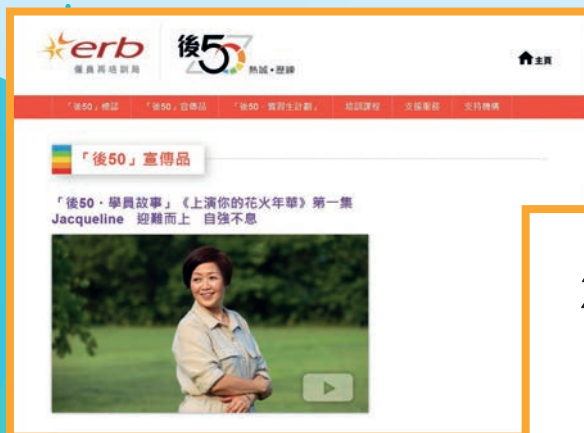 erb
僱員再培訓局
後50
熱誠・歷練
主頁
「後50」標誌 「後50」宣傳品 「後50・實習生計劃」 培訓課程 支援服務 支持機構
「後50」宣傳品
「後50・學員故事」《上演你的花火年華》第一集
Jacqueline 迎難而上 自強不息